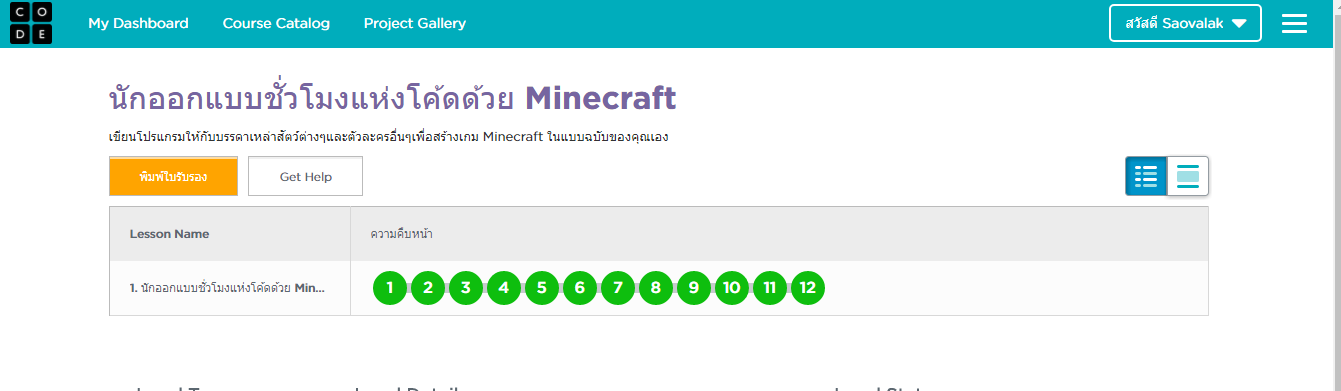 CODE
My Dashboard Course Catalog Project Gallery สวัสดี Saovalak
นักออกแบบชั่วโมงแห่งโค้ดด้วย Minecraft
เขียนโปรแกรมให้กับบรรดาเหล่าสัตว์ต่างๆและตัวละครอื่นๆเพื่อสร้างเกม Minecraft ในแบบฉบับของคุณเอง
พิมพ์ใบรับรอง Get Help
Lesson Name ความคืบหน้า
1. นักออกแบบชั่วโมงแห่งโค้ดด้วย Min... 1 2 3 4 5 6 7 8 9 10 11 12